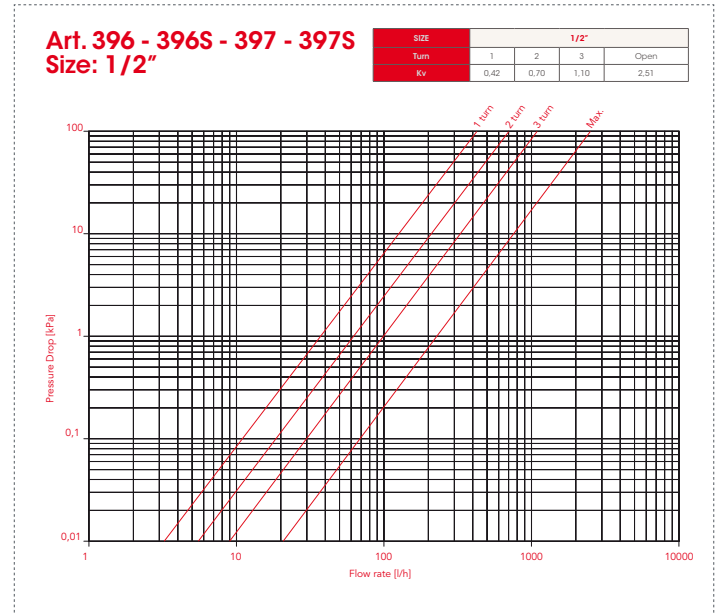 Art. 396 - 396S - 397 - 397S
Size: 1/2"
SIZE 1/2"
Turn 1 2 3 Open
Kv 0,42 0,70 1,10 2,51
1 turn 2 turn 3 turn Max.
100
10
1
0,1
0,01
Pressure Drop [kPa]
1 10 100 1000 10000
Flow rate [l/h]